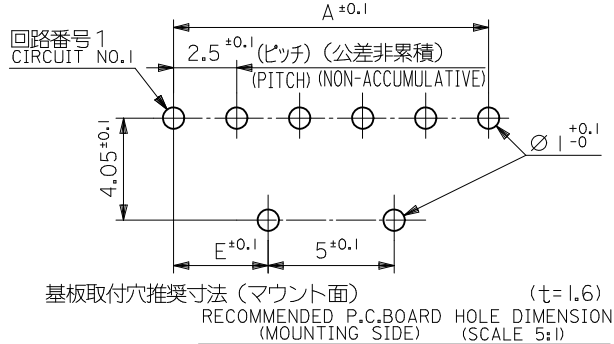 A ±0.1
回路番号1
CIRCUIT NO.1
2.5 ±0.1 (ピッチ) (公差非累積)
(PITCH) (NON-ACCUMULATIVE)
4.05±0.1
Ø 1 +0.1 -0
E±0.1
5±0.1
基板取付穴推奨寸法 (マウント面) (t=1.6)
RECOMMENDED P.C.BOARD HOLE DIMENSION
(MOUNTING SIDE) (SCALE 5:1)